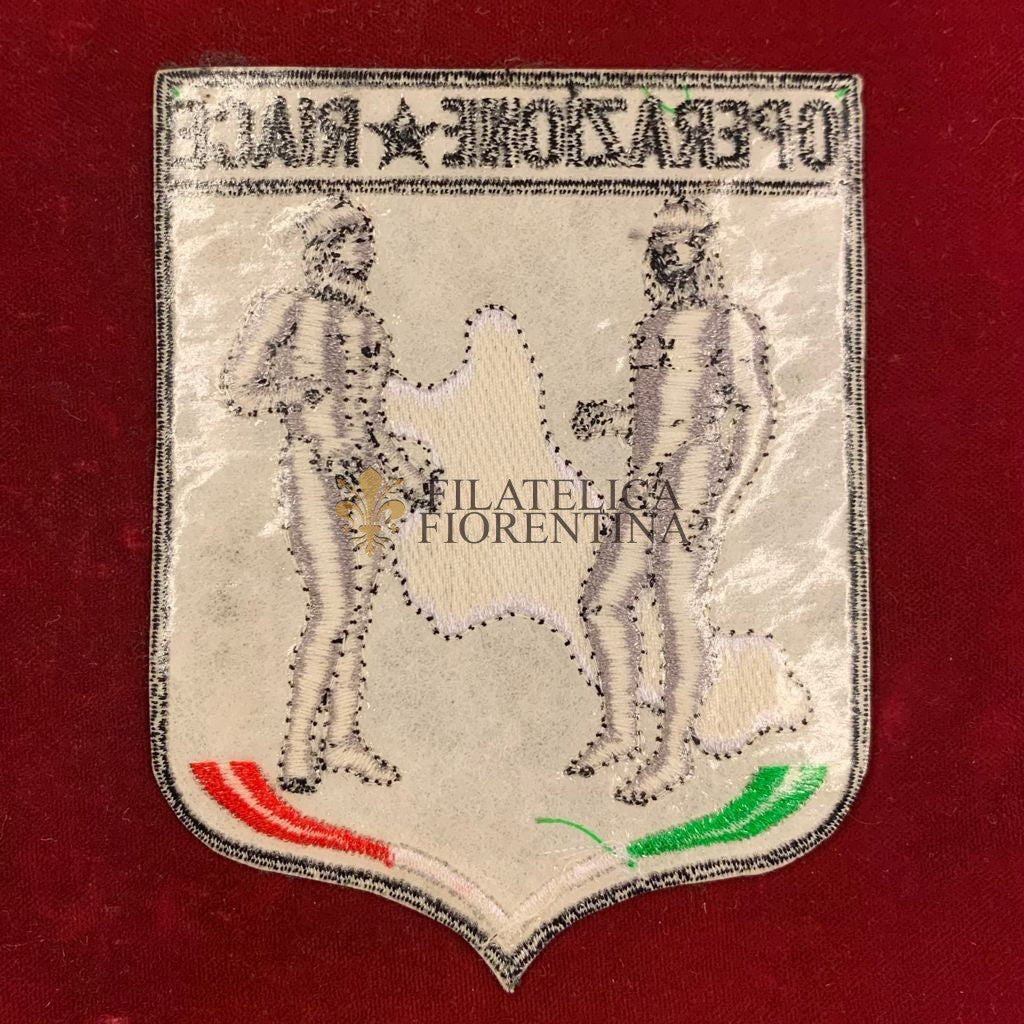 OPERAZIONE ★ RIACE
FILATELICA
FIORENTINA